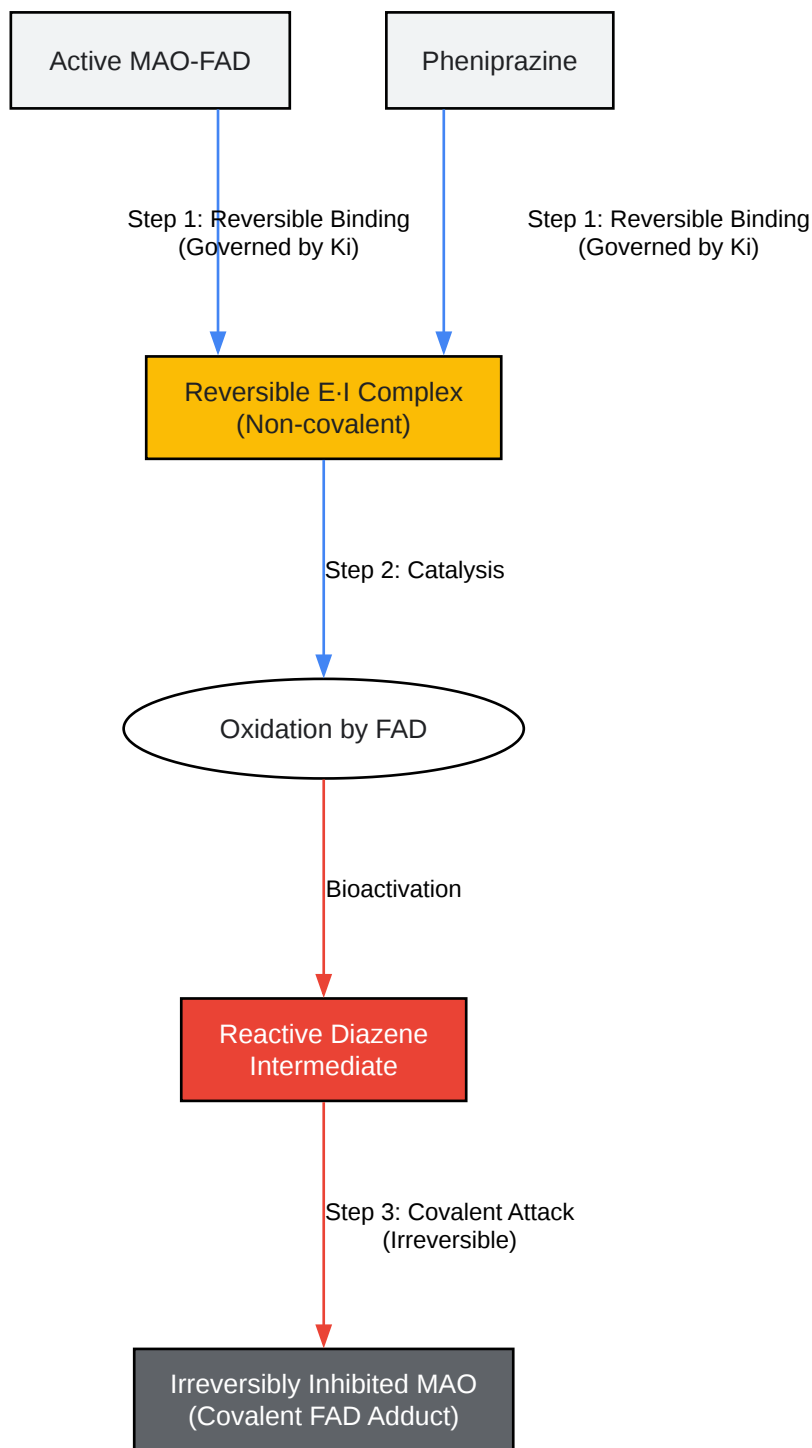 Active MAO-FAD
Pheniprazine
Step 1: Reversible Binding
(Governed by Ki)
Step 1: Reversible Binding
(Governed by Ki)
Reversible E·I Complex
(Non-covalent)
Step 2: Catalysis
Oxidation by FAD
Bioactivation
Reactive Diazene
Intermediate
Step 3: Covalent Attack
(Irreversible)
Irreversibly Inhibited MAO
(Covalent FAD Adduct)